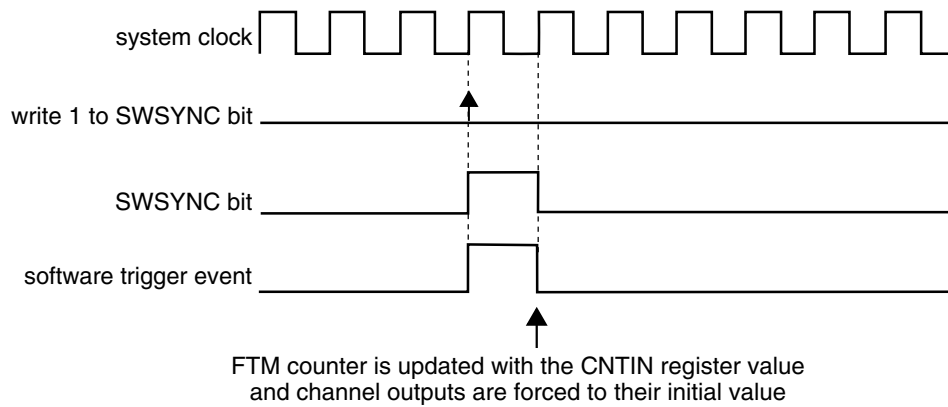 system clock
write 1 to SWSYNC bit
SWSYNC bit
software trigger event
FTM counter is updated with the CNTIN register value
and channel outputs are forced to their initial value